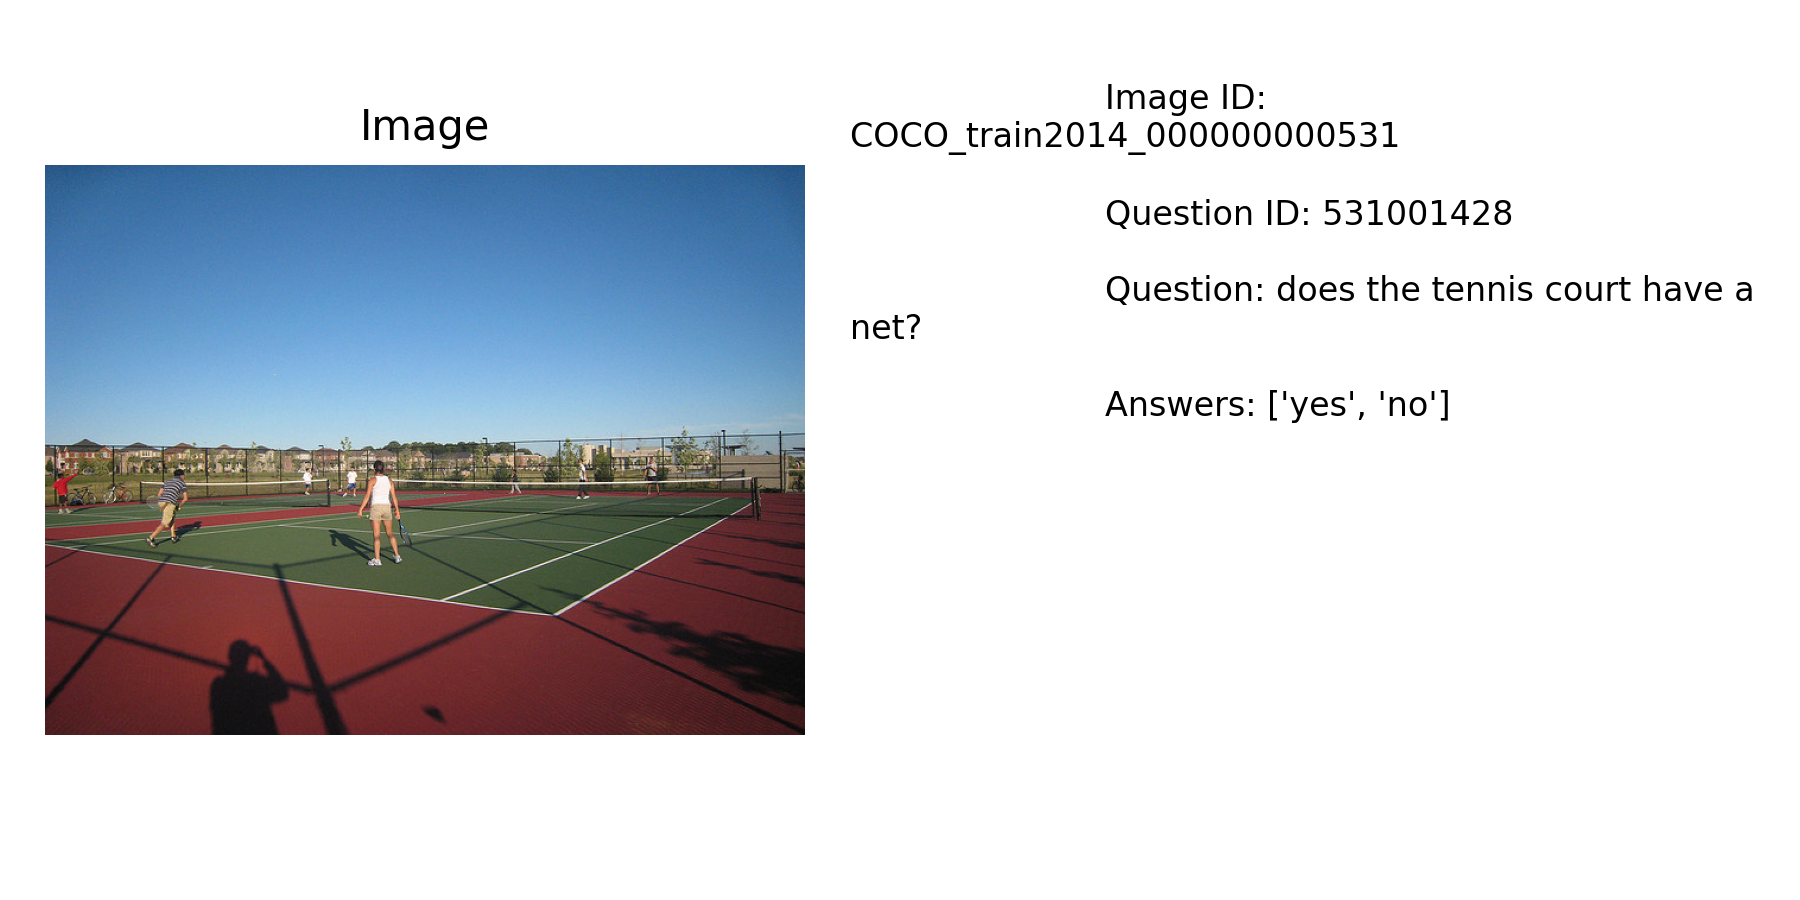 Image
Image ID:
COCO_train2014_000000000531
Question ID: 531001428
Question: does the tennis court have a
net?
Answers: ['yes', 'no']